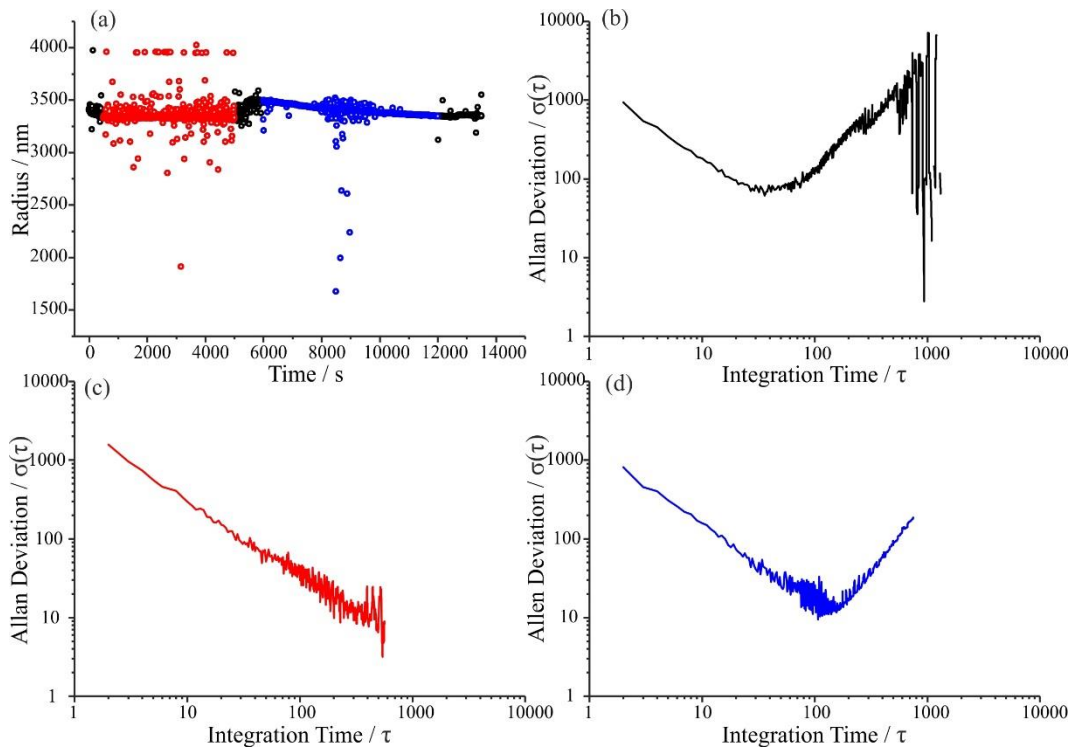 (a)
4000
3500
3000
2500
2000
1500
Radius / nm
0 2000 4000 6000 8000 10000 12000 14000
Time / s
(b)
1000
100
10
1
Allan Deviation / σ(τ)
1 10 100 1000 10000
Integration Time / τ
(c)
10000
1000
100
10
1
Allan Deviation / σ(τ)
1 10 100 1000 10000
Integration Time / τ
(d)
10000
1000
100
10
1
Allen Deviation / σ(τ)
1 10 100 1000 10000
Integration Time / τ